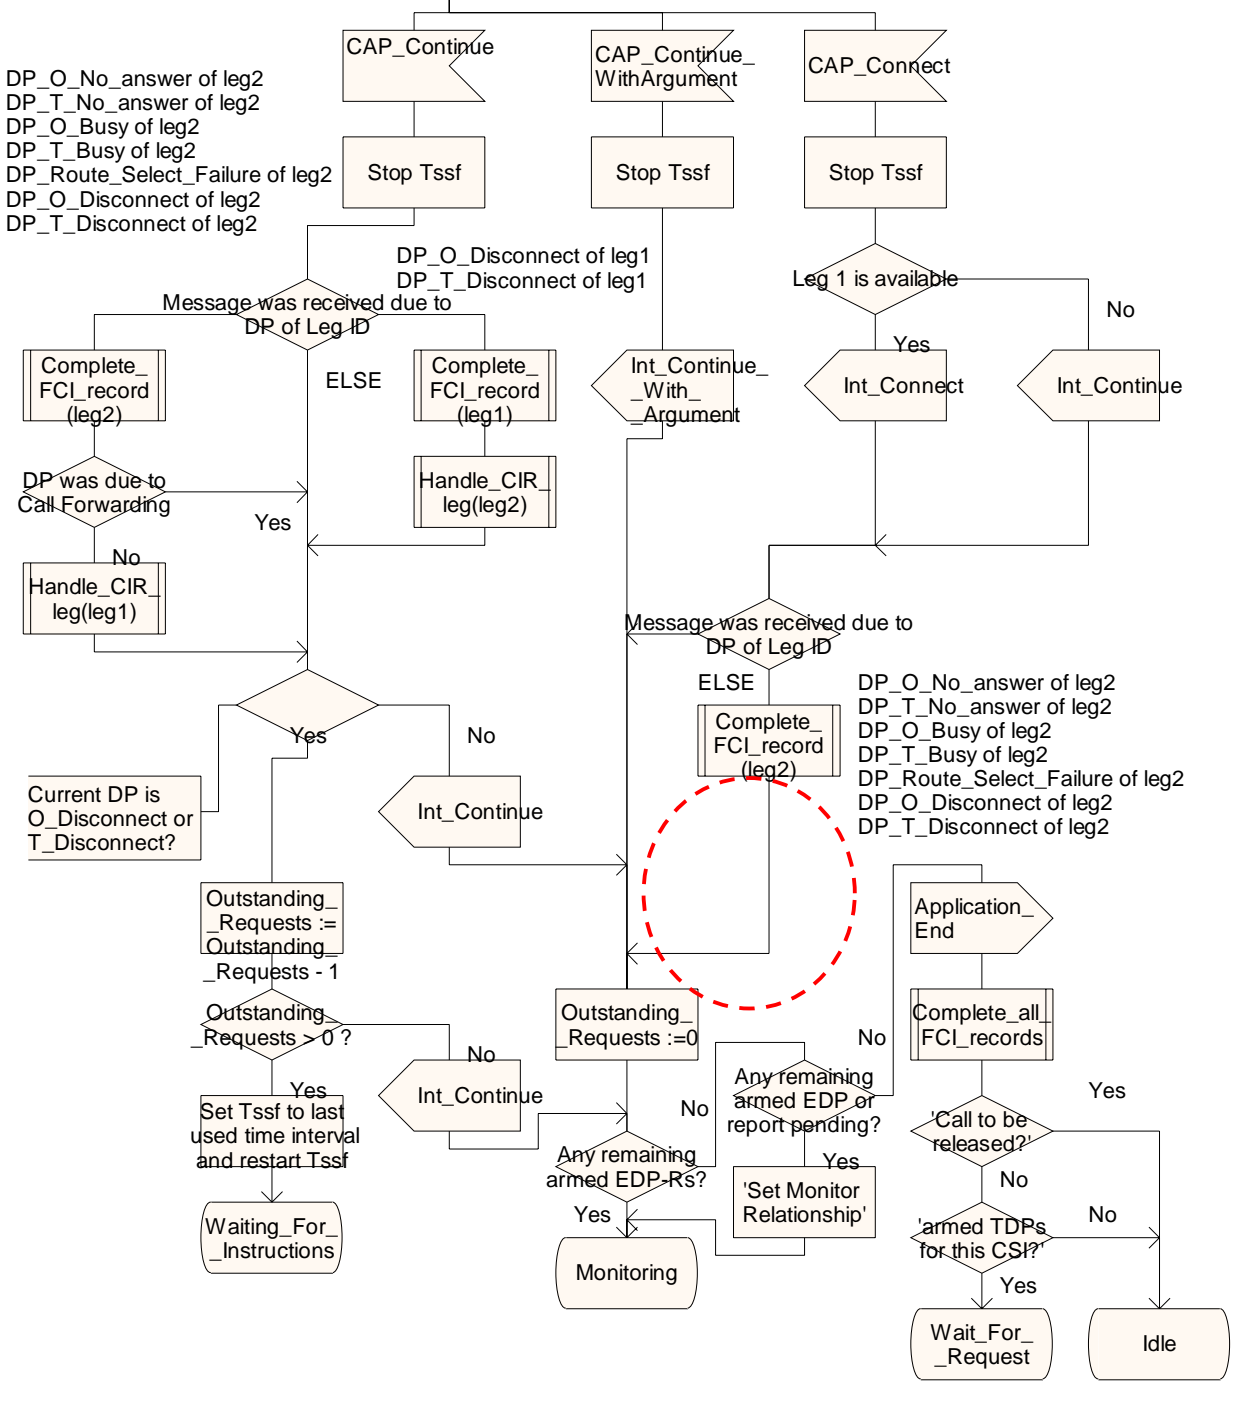 CAP_Continue
CAP_Continue_
WithArgument
CAP_Connect
DP_O_No_answer of leg2
DP_T_No_answer of leg2
DP_O_Busy of leg2
DP_T_Busy of leg2
DP_Route_Select_Failure of leg2
DP_O_Disconnect of leg2
DP_T_Disconnect of leg2
Stop Tssf
Stop Tssf
Stop Tssf
DP_O_Disconnect of leg1
DP_T_Disconnect of leg1
Leg 1 is available
Message was received due to
DP of Leg ID
No
Yes
Complete_
FCI_record
(leg2)
ELSE
Complete_
FCI_record
(leg1)
Int_Continue_
_With_
_Argument
Int_Connect
Int_Continue
DP was due to
Call Forwarding
Yes
Handle_CIR_
leg(leg2)
No
Handle_CIR_
leg(leg1)
Message was received due to
DP of Leg ID
ELSE
DP_O_No_answer of leg2
DP_T_No_answer of leg2
DP_O_Busy of leg2
DP_T_Busy of leg2
DP_Route_Select_Failure of leg2
DP_O_Disconnect of leg2
DP_T_Disconnect of leg2
Complete_
FCI_record
(leg2)
Yes
No
Current DP is
O_Disconnect or
T_Disconnect?
Int_Continue
Outstanding_
_Requests :=
Outstanding_
_Requests - 1
Application_
End
Outstanding_
_Requests > 0 ?
No
Outstanding_
_Requests :=0
No
Complete_all_
FCI_records
Yes
Int_Continue
No
Any remaining
armed EDP or
report pending?
Yes
Set Tssf to last
used time interval
and restart Tssf
'Call to be
released?'
Any remaining
armed EDP-Rs?
Yes
No
'Set Monitor
Relationship'
Yes
No
Waiting_For_
_Instructions
'armed TDPs
for this CSI?'
Monitoring
Yes
Wait_For_
_Request
Idle